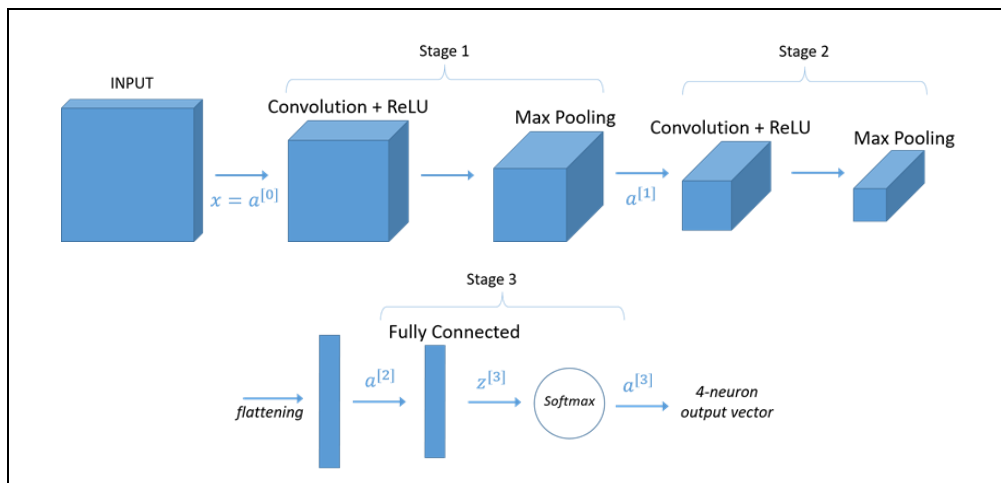 Stage 1
Stage 2
INPUT
Convolution + ReLU
Max Pooling
Convolution + ReLU
Max Pooling
x = a^[0]
a^[1]
Stage 3
Fully Connected
flattening
a^[2]
z^[3]
Softmax
a^[3]
4-neuron
output vector